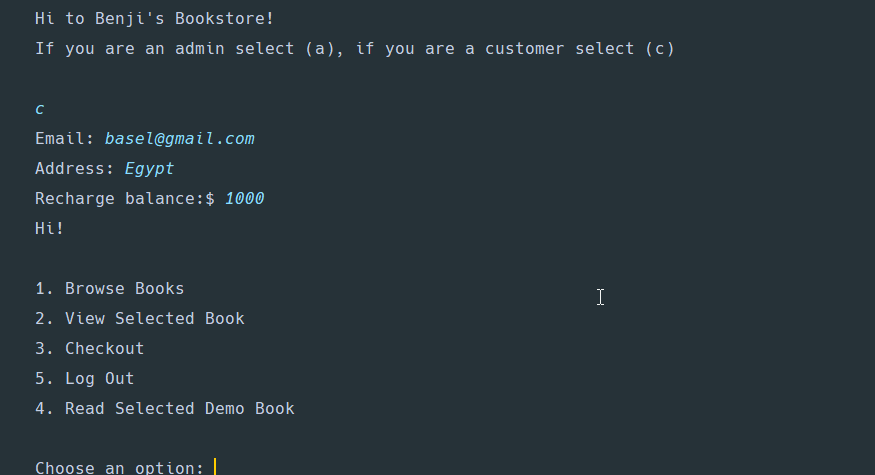 Hi to Benji's Bookstore!
If you are an admin select (a), if you are a customer select (c)
c
Email: basel@gmail.com
Address: Egypt
Recharge balance:$ 1000
Hi!
1. Browse Books
2. View Selected Book
3. Checkout
5. Log Out
4. Read Selected Demo Book
Choose an option: